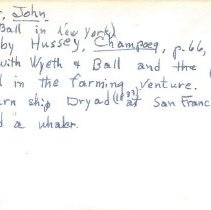 , John
Ball in New York)
by Hussey, Champoeg, p. 66,
with Wyeth & Ball and the
d in the farming venture.
rn ship Dryad (1833) at San Franc
d a whaler.